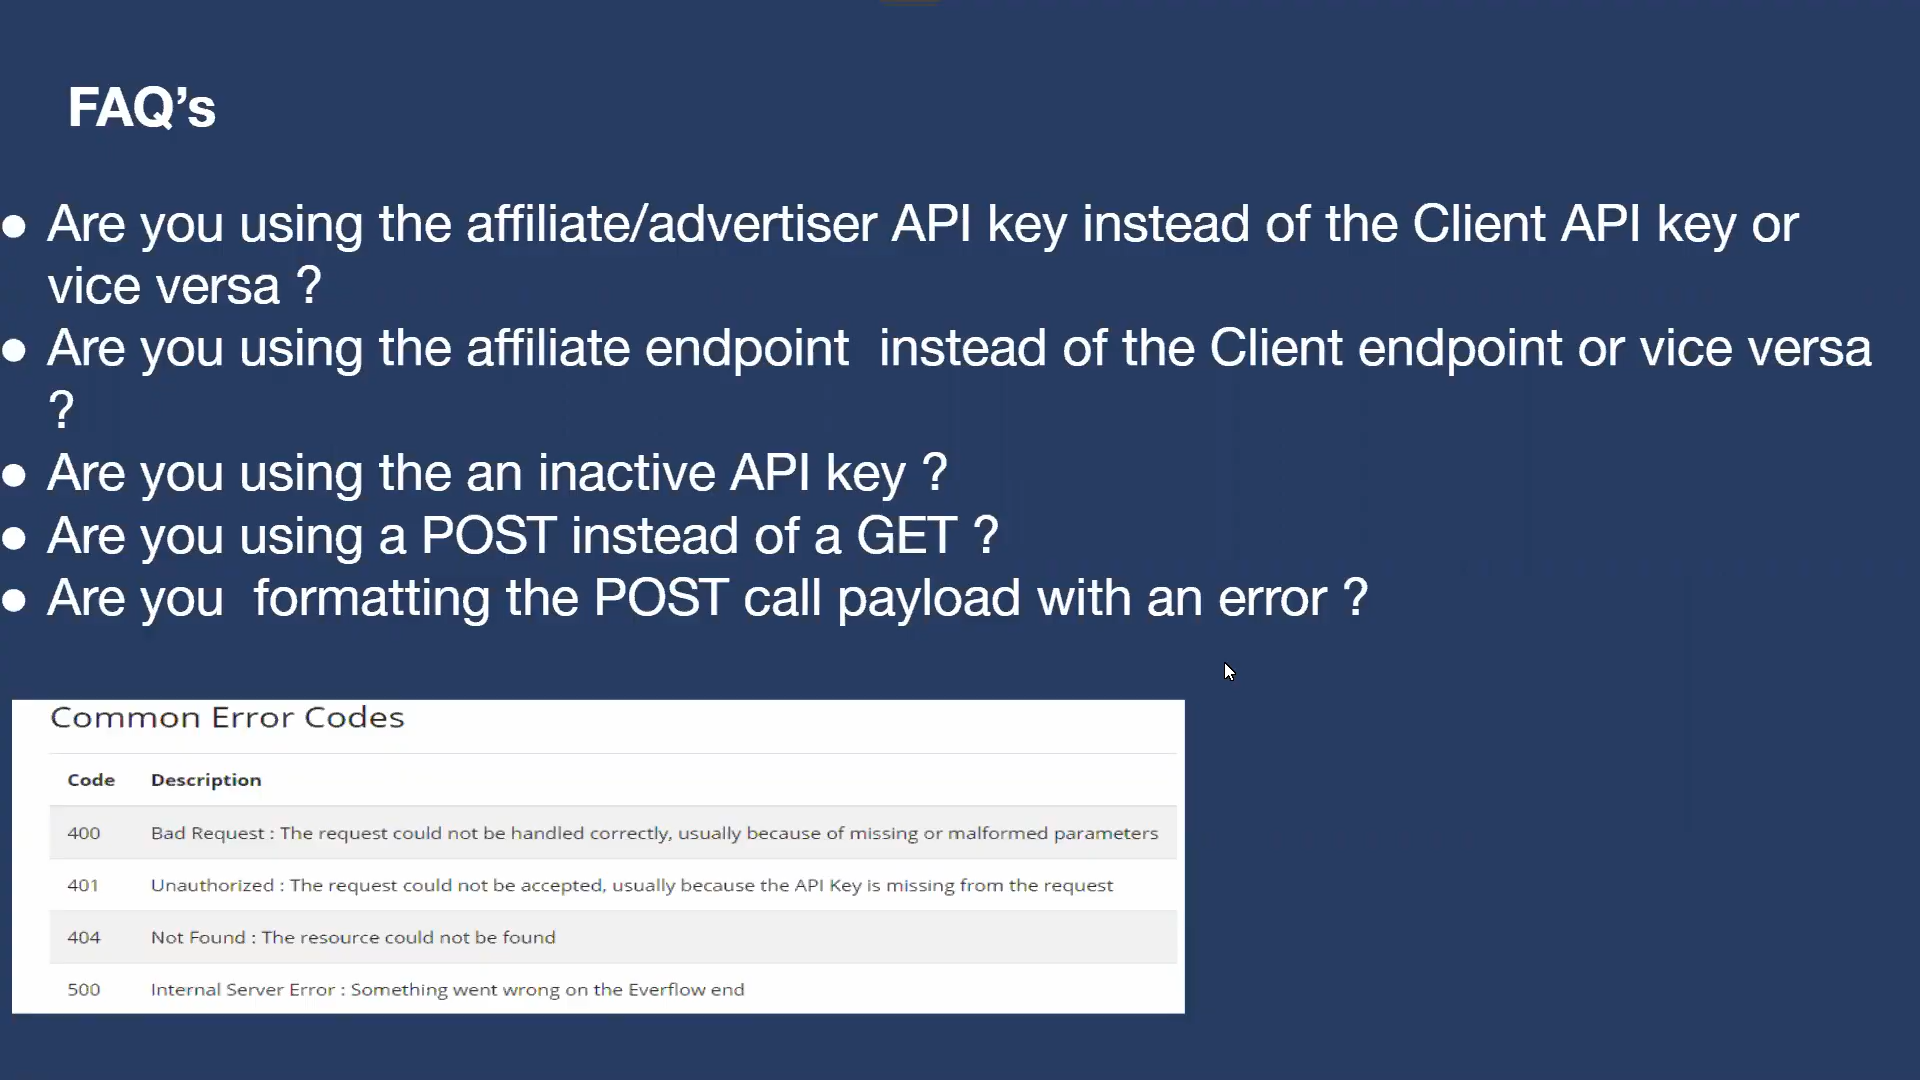 FAQ’s
● Are you using the affiliate/advertiser API key instead of the Client API key or
vice versa ?
● Are you using the affiliate endpoint  instead of the Client endpoint or vice versa
?
● Are you using the an inactive API key ?
● Are you using a POST instead of a GET ?
● Are you  formatting the POST call payload with an error ?
Common Error Codes
Code Description
400 Bad Request : The request could not be handled correctly, usually because of missing or malformed parameters
401 Unauthorized : The request could not be accepted, usually because the API Key is missing from the request
404 Not Found : The resource could not be found
500 Internal Server Error : Something went wrong on the Everflow end